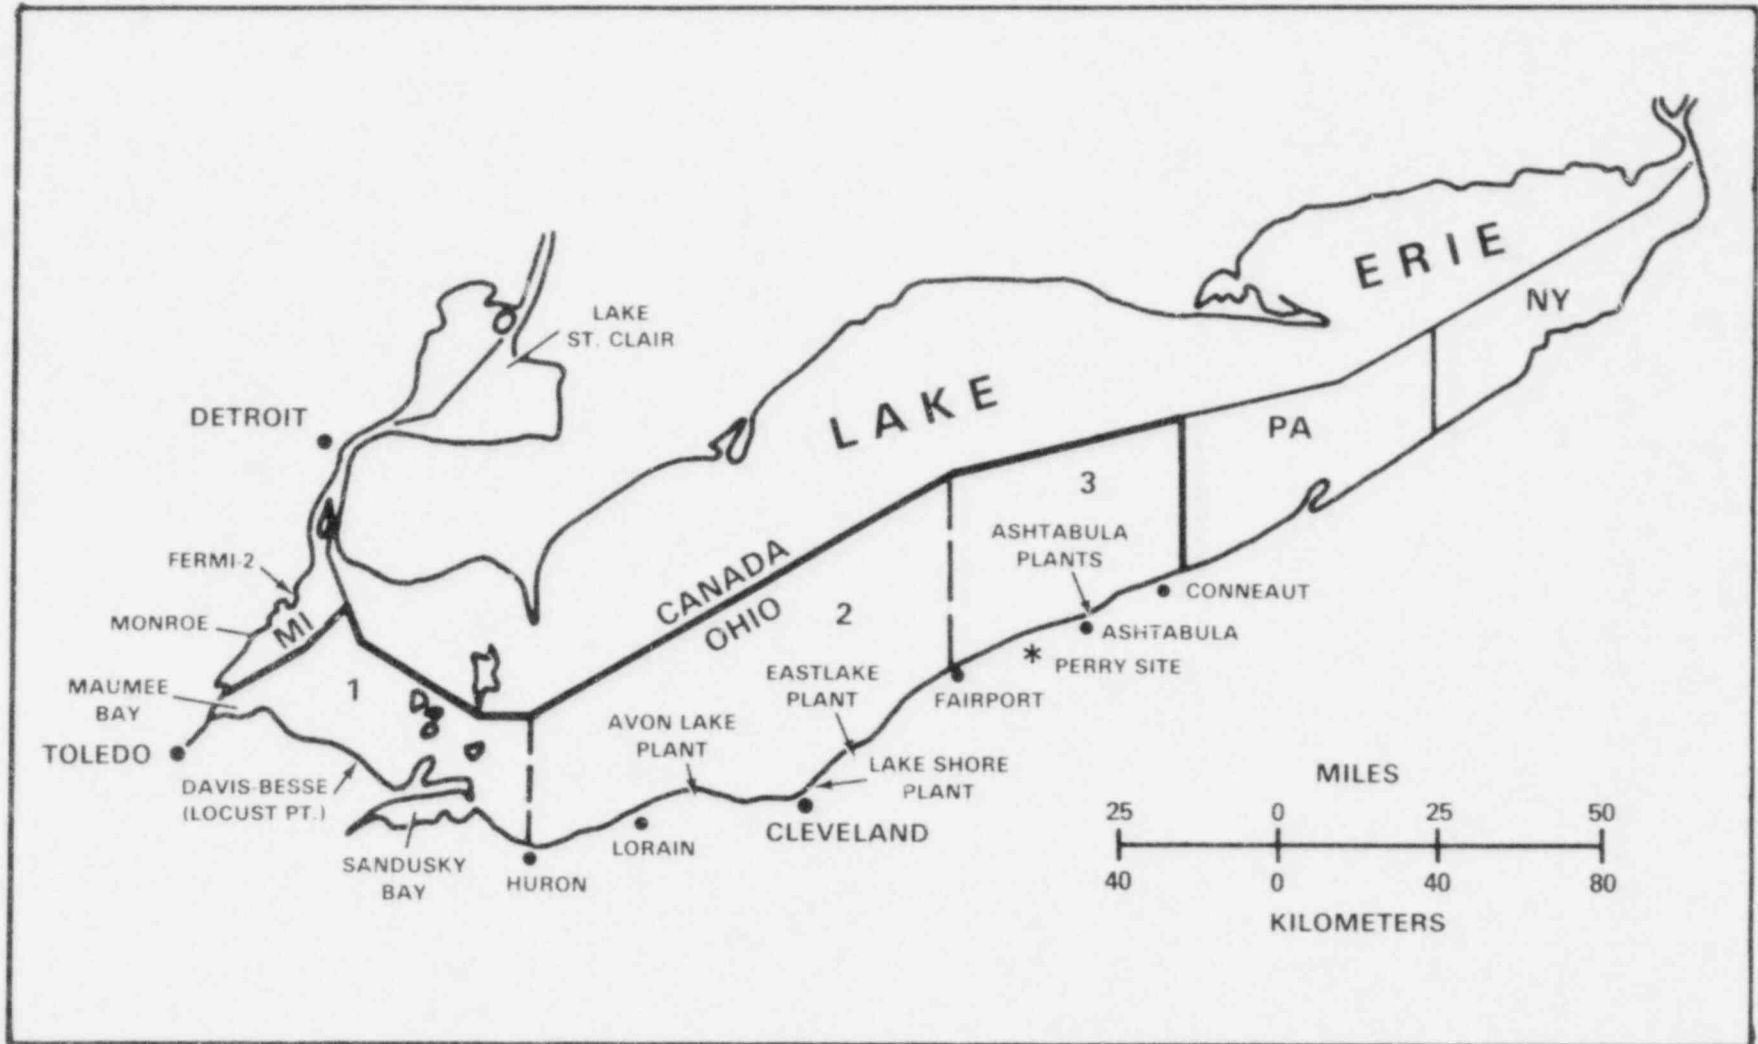 ERIE
NY
LAKE
ST. CLAIR
LAKE
DETROIT
PA
3
ASHTABULA
PLANTS
FERMI-2
CANADA
OHIO
2
CONNEAUT
MONROE
MI
ASHTABULA
* PERRY SITE
EASTLAKE
PLANT
MAUMEE
BAY
1
FAIRPORT
AVON LAKE
PLANT
TOLEDO
LAKE SHORE
PLANT
DAVIS-BESSE
(LOCUST PT.)
MILES
25 0 25 50
CLEVELAND
LORAIN
SANDUSKY
BAY
HURON
40 0 40 80
KILOMETERS